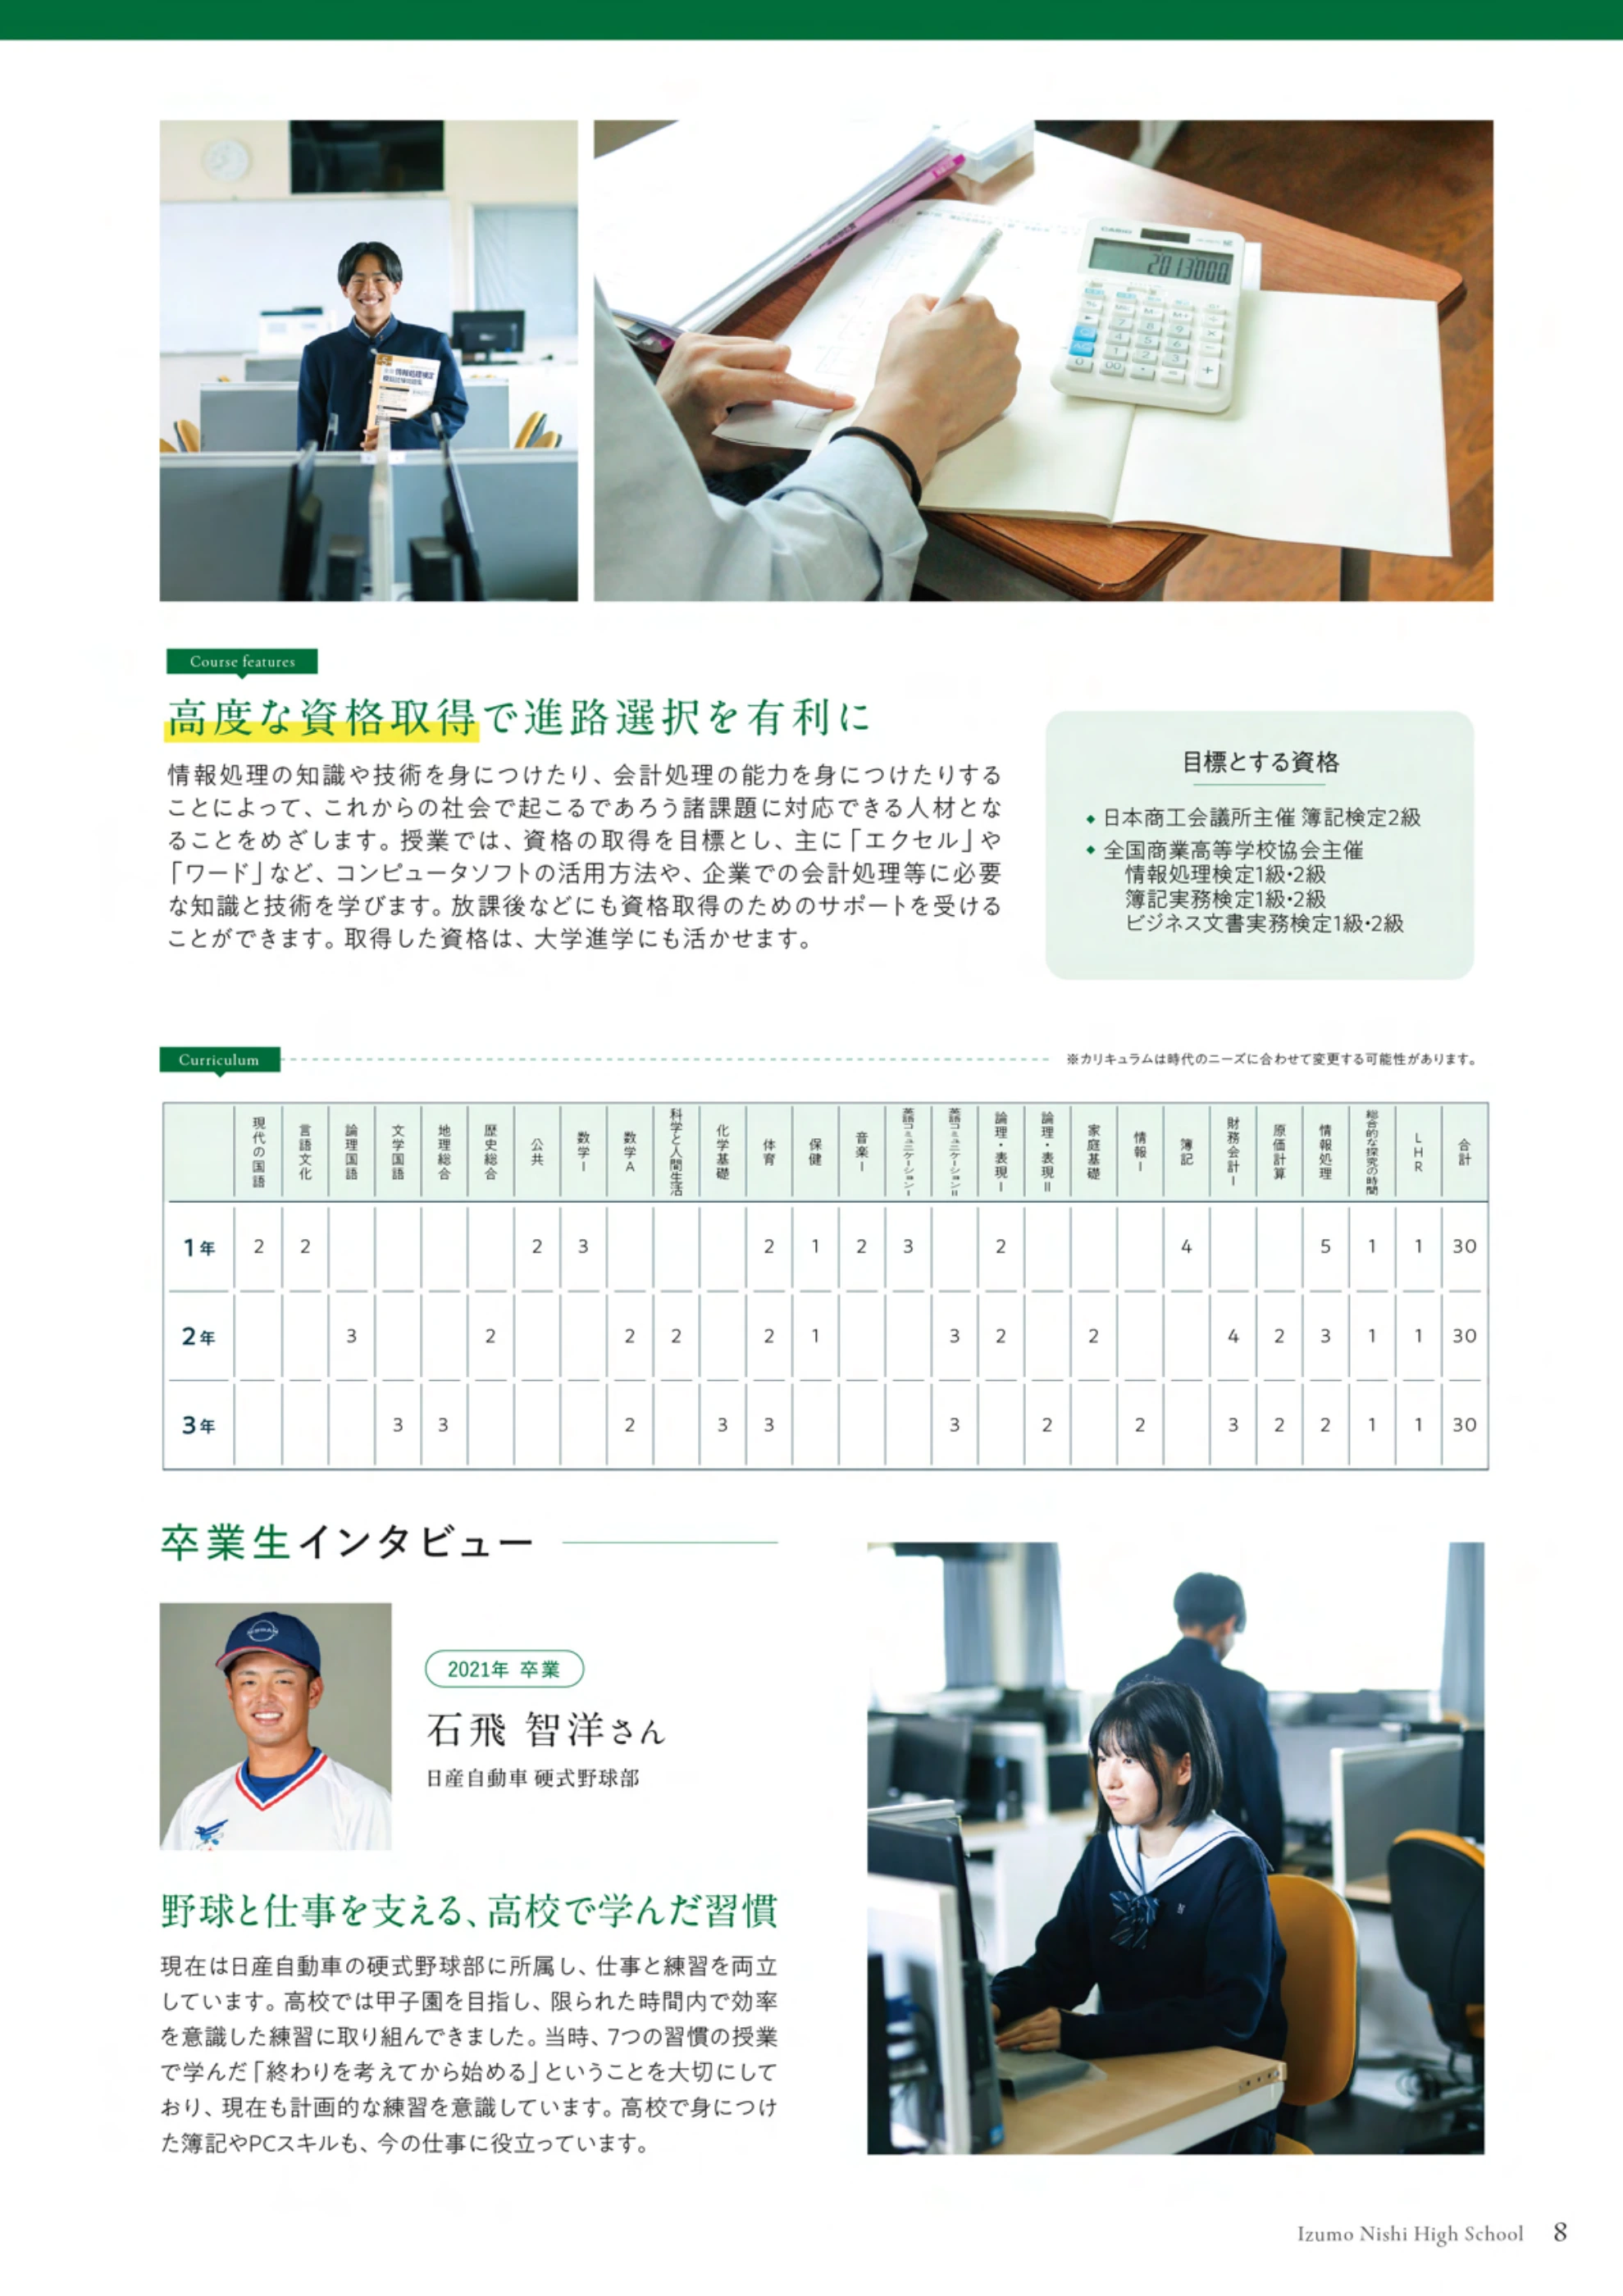 CASIO
2013000
情報処理検定
Course features
高度な資格取得で進路選択を有利に
情報処理の知識や技術を身につけたり、会計処理の能力を身につけたりする
ことによって、これからの社会で起こるであろう諸課題に対応できる人材とな
ることをめざします。授業では、資格の取得を目標とし、主に「エクセル」や
「ワード」など、コンピュータソフトの活用方法や、企業での会計処理等に必要
な知識と技術を学びます。放課後などにも資格取得のためのサポートを受ける
ことができます。取得した資格は、大学進学にも活かせます。
目標とする資格
◆ 日本商工会議所主催 簿記検定2級
◆ 全国商業高等学校協会主催
情報処理検定1級・2級
簿記実務検定1級・2級
ビジネス文書実務検定1級・2級
Curriculum
※カリキュラムは時代のニーズに合わせて変更する可能性があります。
現代の国語 言語文化 論理国語 文学国語 地理総合 歴史総合 公共 数学Ⅰ 数学A 科学と人間生活 化学基礎 体育 保健 音楽Ⅰ 英語コミュニケーションⅠ 英語コミュニケーションⅡ 論理・表現Ⅰ 論理・表現Ⅱ 家庭基礎 情報Ⅰ 簿記 財務会計Ⅰ 原価計算 情報処理 総合的な探究の時間 LHR 合計
1年 2 2 2 3 2 1 2 3 2 4 5 1 1 30
2年 3 2 2 2 2 1 3 2 2 4 2 3 1 1 30
3年 3 3 2 3 3 3 2 2 3 2 2 1 1 30
卒業生インタビュー
NISSAN
2021年 卒業
石飛 智洋さん
日産自動車 硬式野球部
野球と仕事を支える、高校で学んだ習慣
現在は日産自動車の硬式野球部に所属し、仕事と練習を両立
しています。高校では甲子園を目指し、限られた時間内で効率
を意識した練習に取り組んできました。当時、7つの習慣の授業
で学んだ「終わりを考えてから始める」ということを大切にして
おり、現在も計画的な練習を意識しています。高校で身につけ
た簿記やPCスキルも、今の仕事に役立っています。
N
Izumo Nishi High School 8